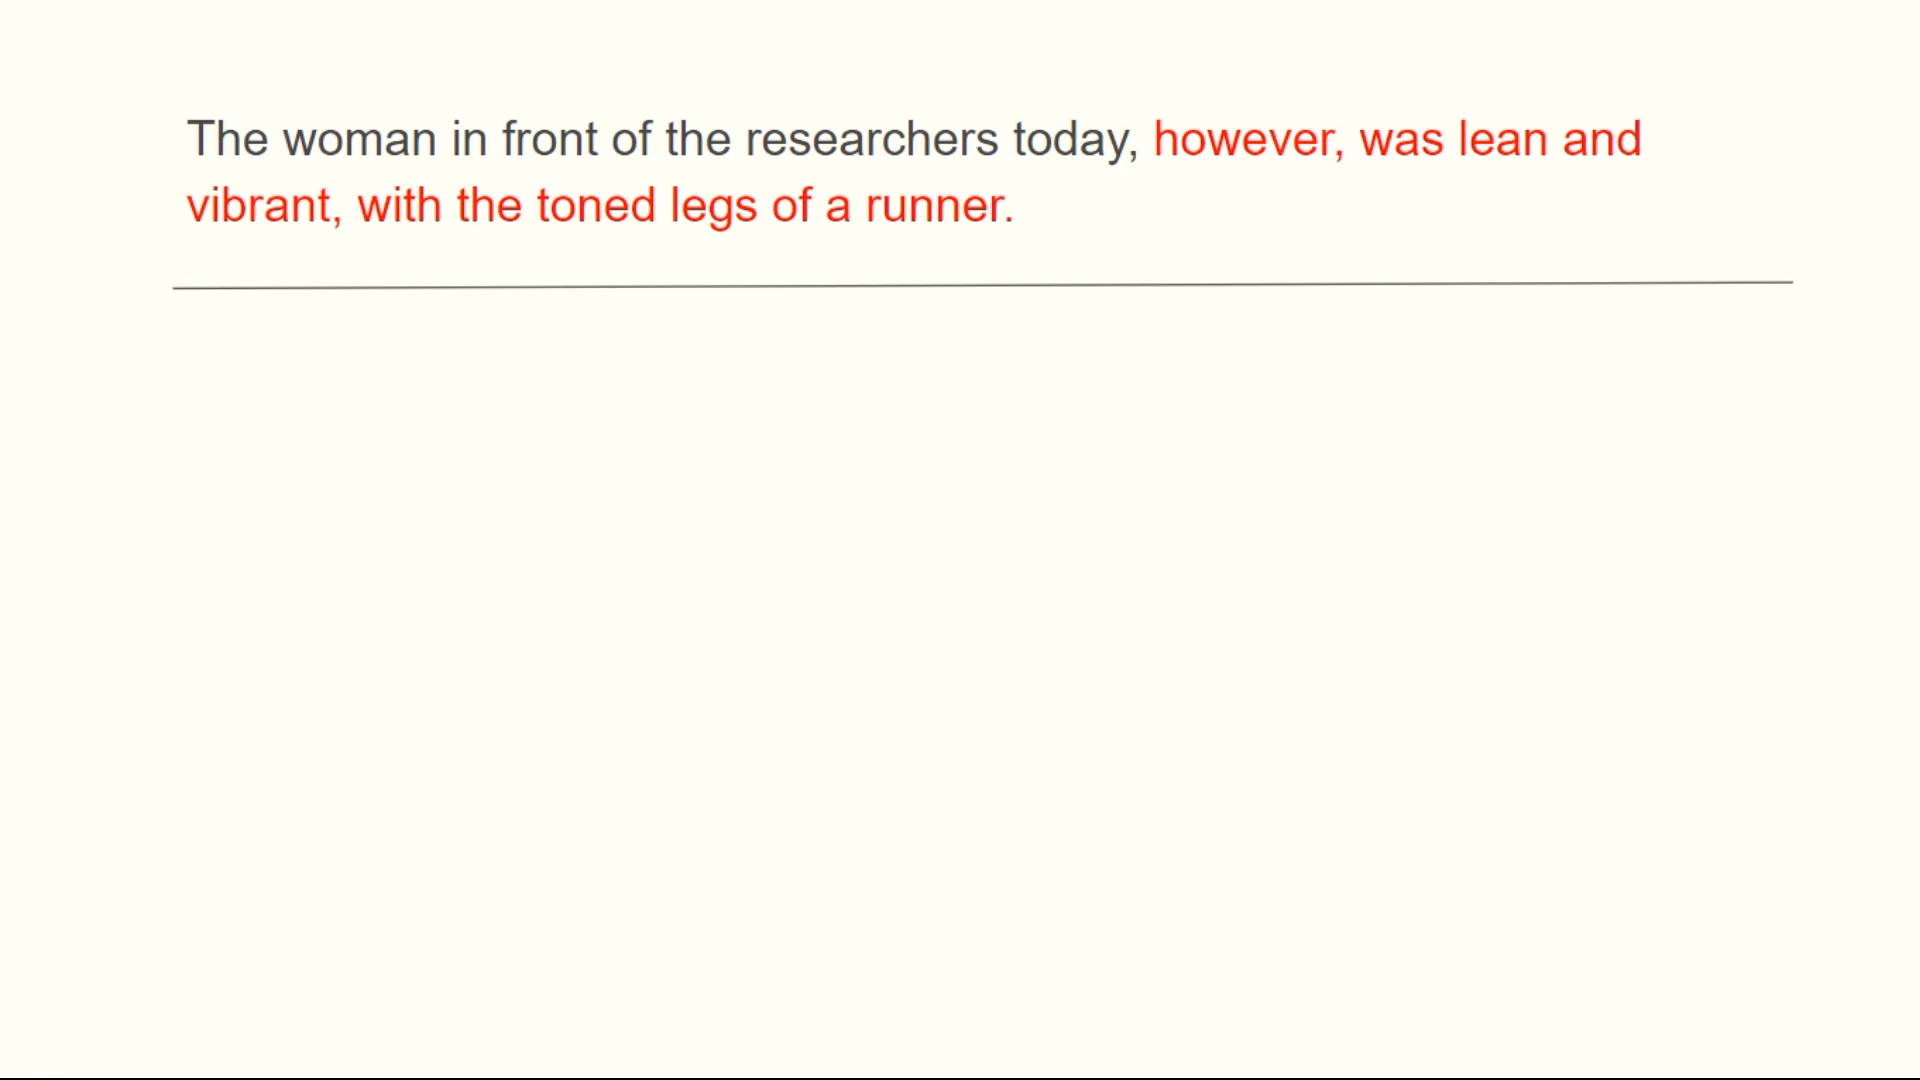 The woman in front of the researchers today, however, was lean and
vibrant, with the toned legs of a runner.